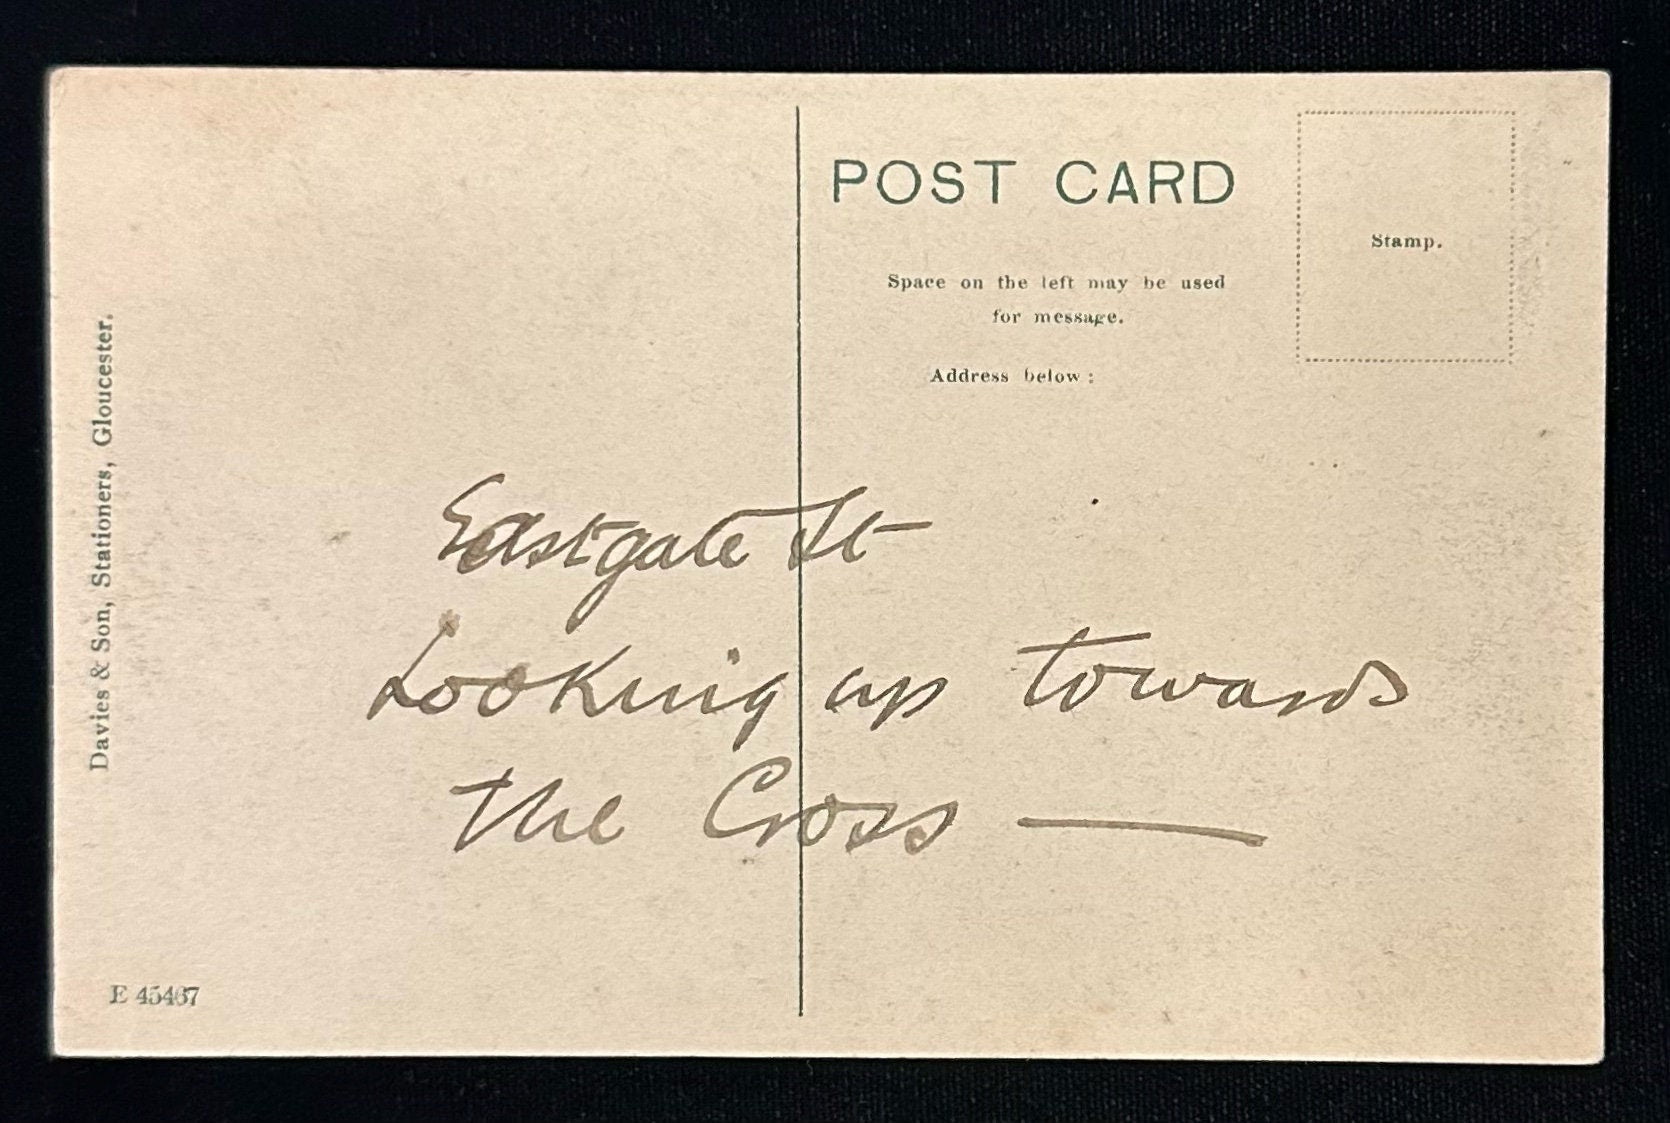 POST CARD
Stamp.
Space on the left may be used
for message.
Address below :
Davies & Son, Stationers, Gloucester.
Eastgate St
Looking up towards
the Cross —
E 45467